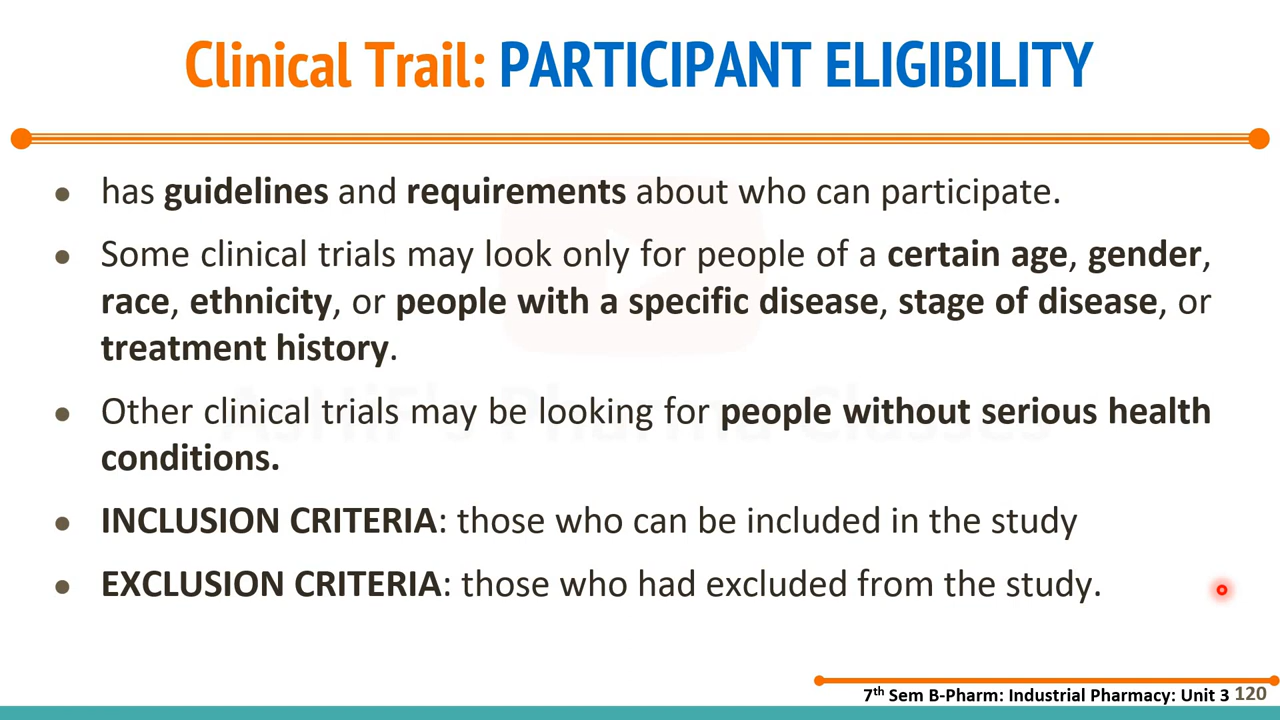 Clinical Trail: PARTICIPANT ELIGIBILITY
● has guidelines and requirements about who can participate.
● Some clinical trials may look only for people of a certain age, gender,
race, ethnicity, or people with a specific disease, stage of disease, or
treatment history.
● Other clinical trials may be looking for people without serious health
conditions.
● INCLUSION CRITERIA: those who can be included in the study
● EXCLUSION CRITERIA: those who had excluded from the study.
7th Sem B-Pharm: Industrial Pharmacy: Unit 3 120